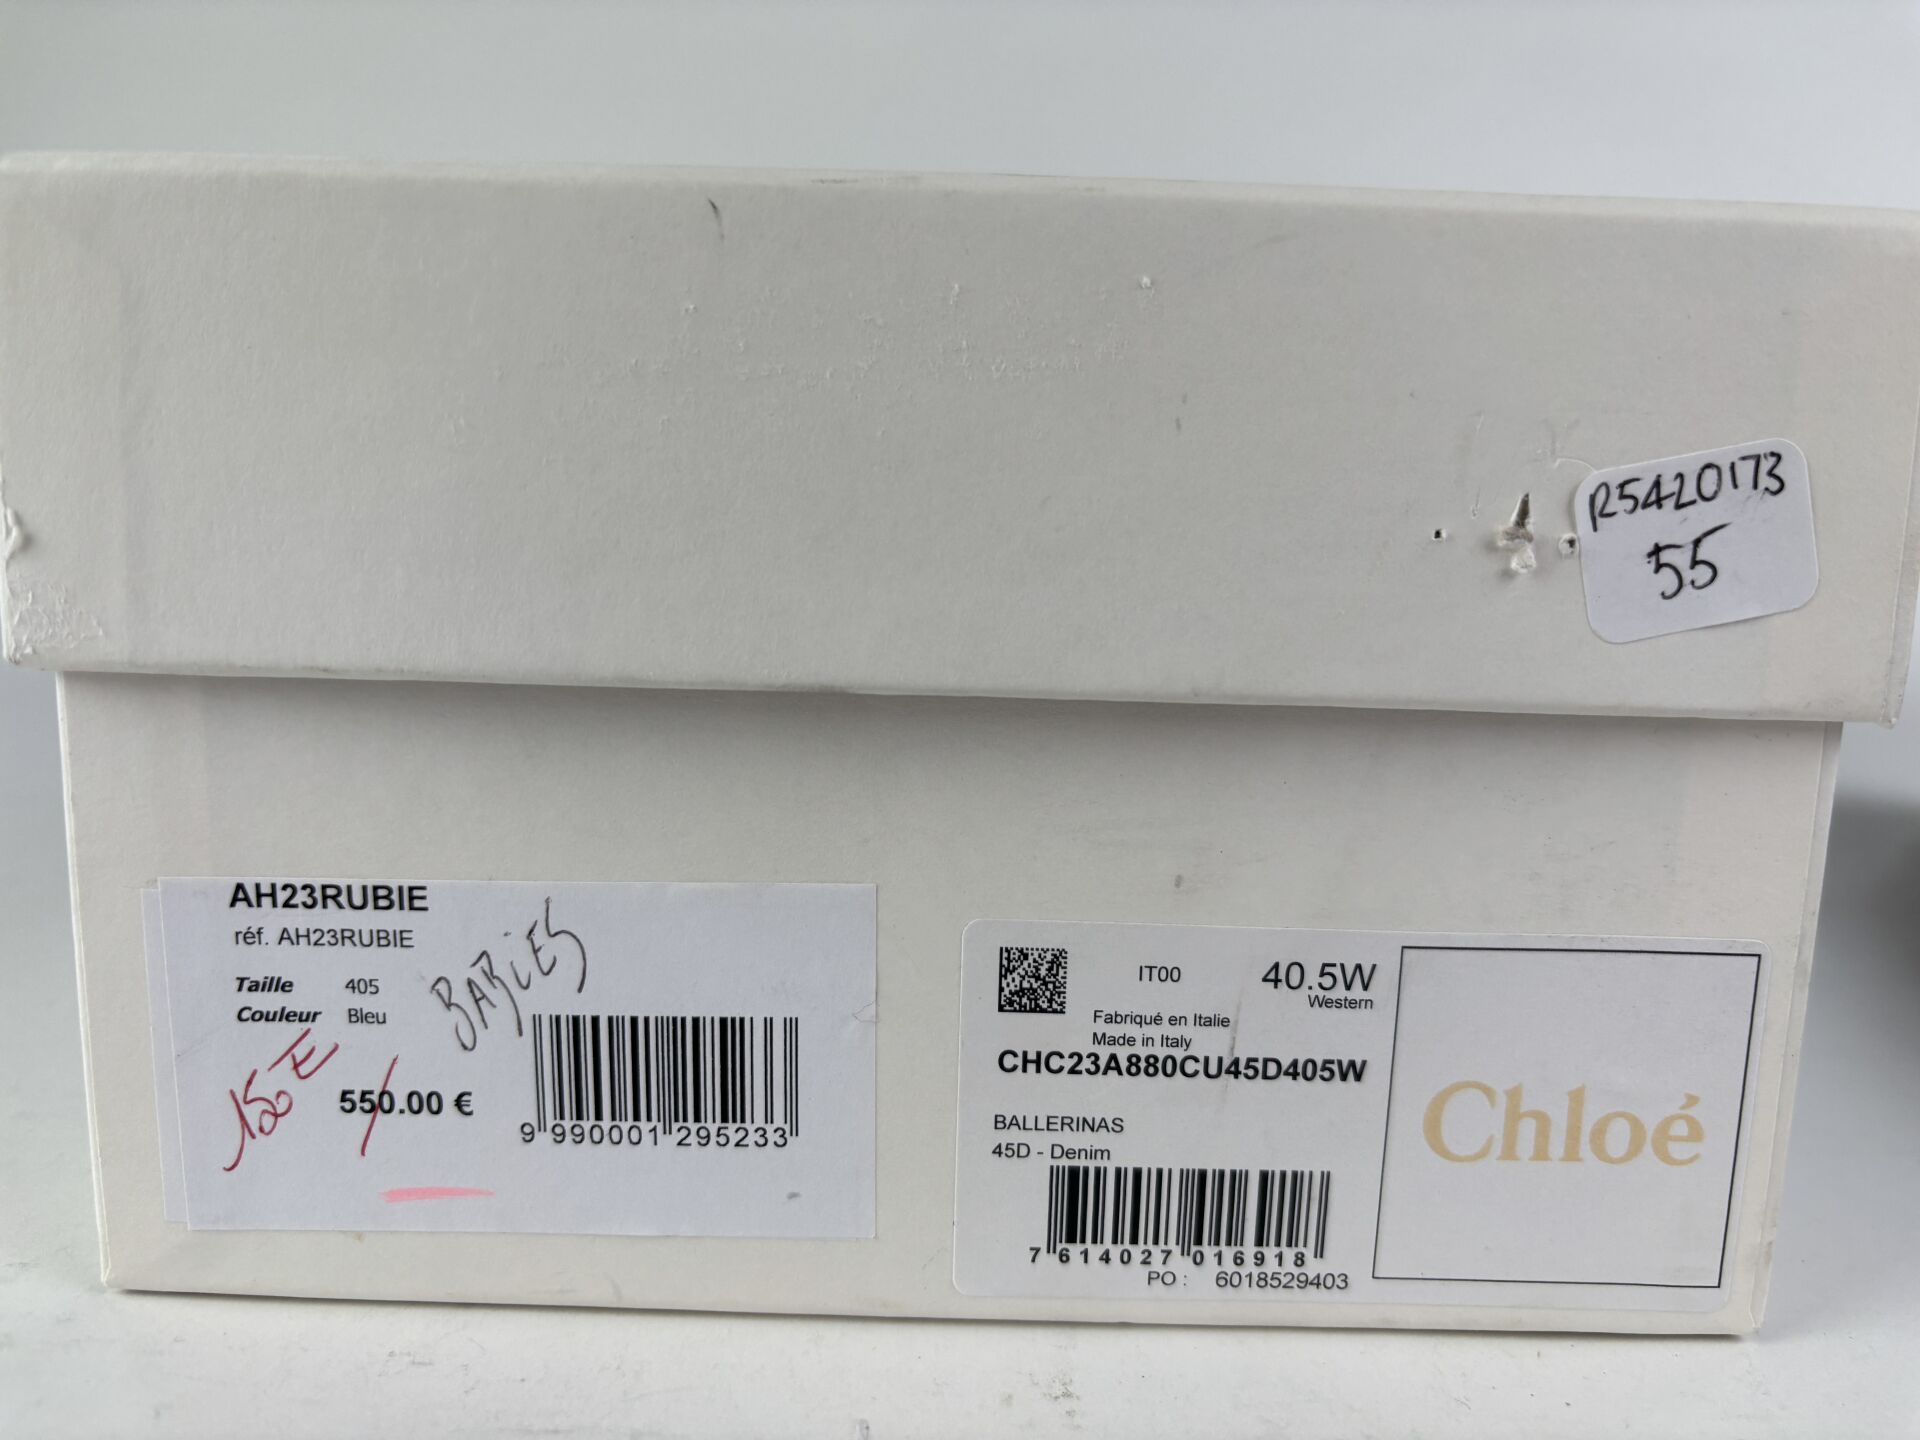 R5420173
55
AH23RUBIE
réf. AH23RUBIE
Taille 405
Couleur Bleu
BABIES
150 €
550.00 €
9 990001 295233
IT00
40.5W
Western
Fabriqué en Italie
Made in Italy
CHC23A880CU45D405W
BALLERINAS
45D - Denim
7 614027 016918
PO : 6018529403
Chloé